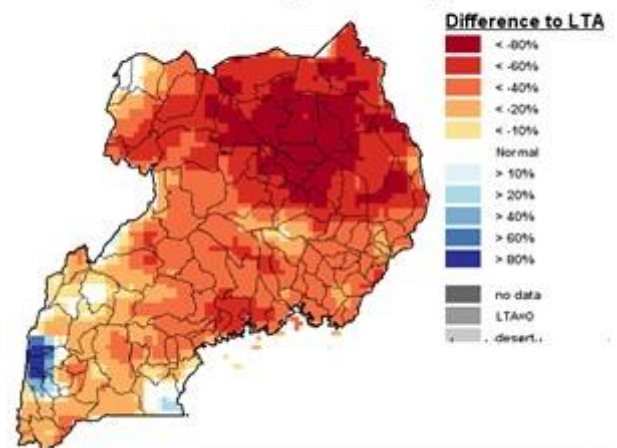 Difference to LTA
< -80%
< -60%
< -40%
< -20%
< -10%
Normal
> 10%
> 20%
> 40%
> 60%
> 80%
no data
LTA=0
desert